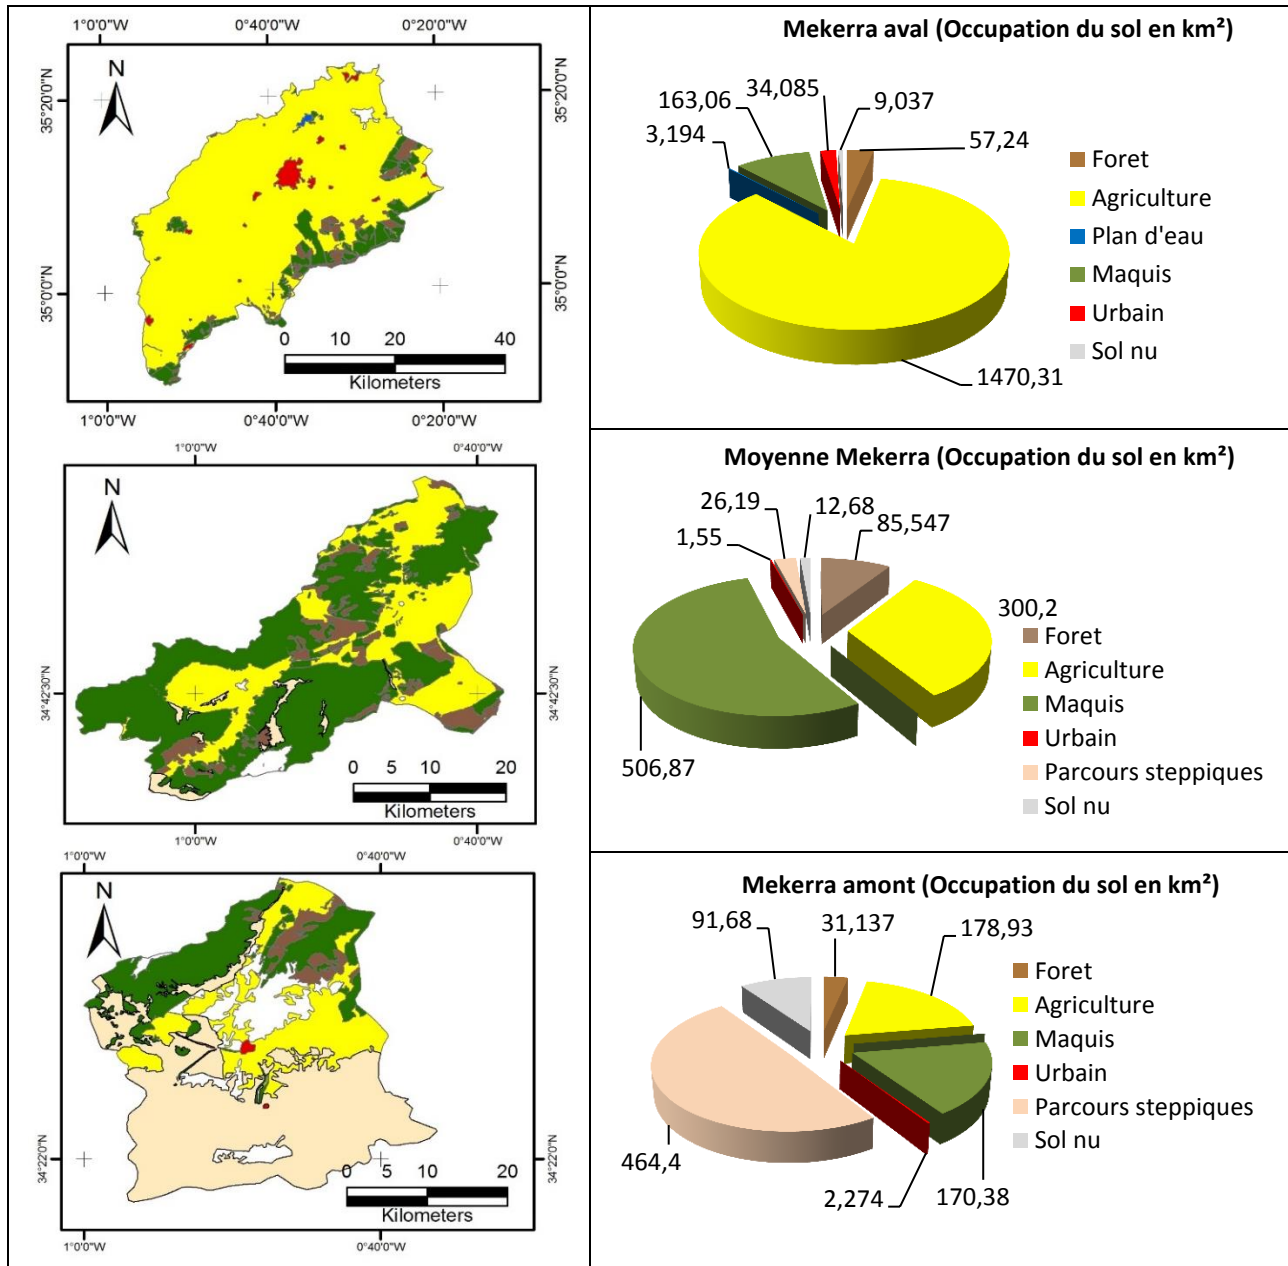 1°0'0"W
0°40'0"W
0°20'0"W
N
35°20'0"N
35°20'0"N
35°0'0"N
35°0'0"N
0 10 20 40
Kilometers
1°0'0"W
0°40'0"W
0°20'0"W
Mekerra aval (Occupation du sol en km²)
163,06
34,085
9,037
3,194
57,24
1470,31
Foret
Agriculture
Plan d'eau
Maquis
Urbain
Sol nu
1°0'0"W
0°40'0"W
N
34°42'30"N
34°42'30"N
0 5 10 20
Kilometers
1°0'0"W
0°40'0"W
Moyenne Mekerra (Occupation du sol en km²)
26,19
12,68
85,547
1,55
300,2
506,87
Foret
Agriculture
Maquis
Urbain
Parcours steppiques
Sol nu
1°0'0"W
0°40'0"W
N
34°22'0"N
34°22'0"N
0 5 10 20
Kilometers
1°0'0"W
0°40'0"W
Mekerra amont (Occupation du sol en km²)
91,68
31,137
178,93
464,4
2,274
170,38
Foret
Agriculture
Maquis
Urbain
Parcours steppiques
Sol nu